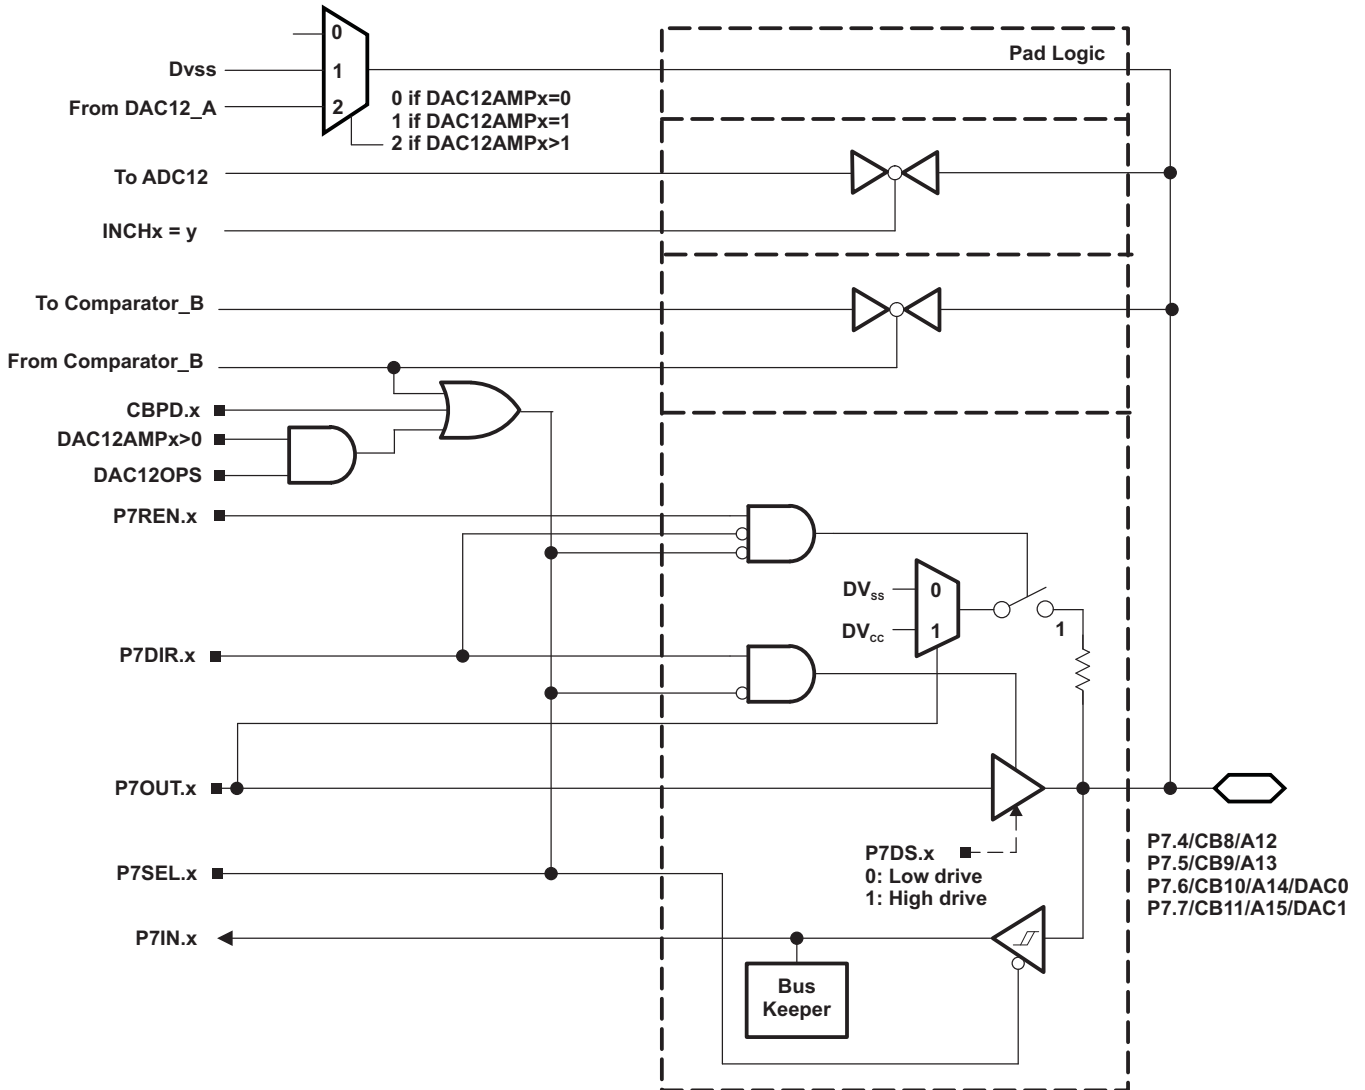 0
Pad Logic
Dvss
1
From DAC12_A
2
0 if DAC12AMPx=0
1 if DAC12AMPx=1
2 if DAC12AMPx>1
To ADC12
INCHx = y
To Comparator_B
From Comparator_B
CBPD.x
DAC12AMPx>0
DAC12OPS
P7REN.x
DVss
0
DVcc
1
1
P7DIR.x
P7OUT.x
P7DS.x
0: Low drive
1: High drive
P7.4/CB8/A12
P7.5/CB9/A13
P7.6/CB10/A14/DAC0
P7.7/CB11/A15/DAC1
P7SEL.x
P7IN.x
Bus
Keeper